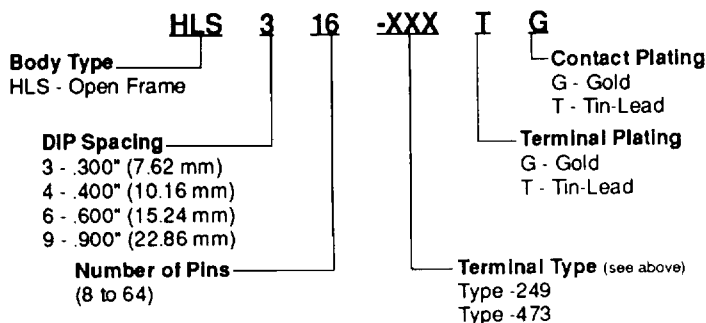 HLS 3 16 -XXX T G
Body Type
HLS - Open Frame
Contact Plating
G - Gold
T - Tin-Lead
DIP Spacing
3 - .300" (7.62 mm)
4 - .400" (10.16 mm)
6 - .600" (15.24 mm)
9 - .900" (22.86 mm)
Terminal Plating
G - Gold
T - Tin-Lead
Number of Pins
(8 to 64)
Terminal Type (see above)
Type -249
Type -473